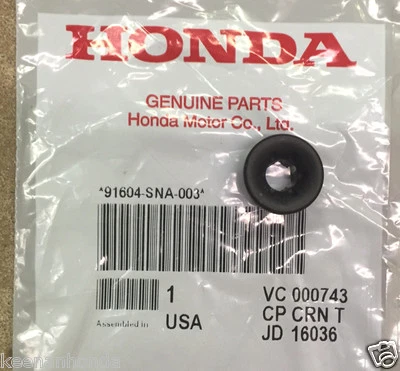 HONDA
GENUINE PARTS
Honda Motor Co., Ltd.
*91604-SNA-003*
1 VC 000743
CP CRN T
Assembled in USA
JD 16036
ebay